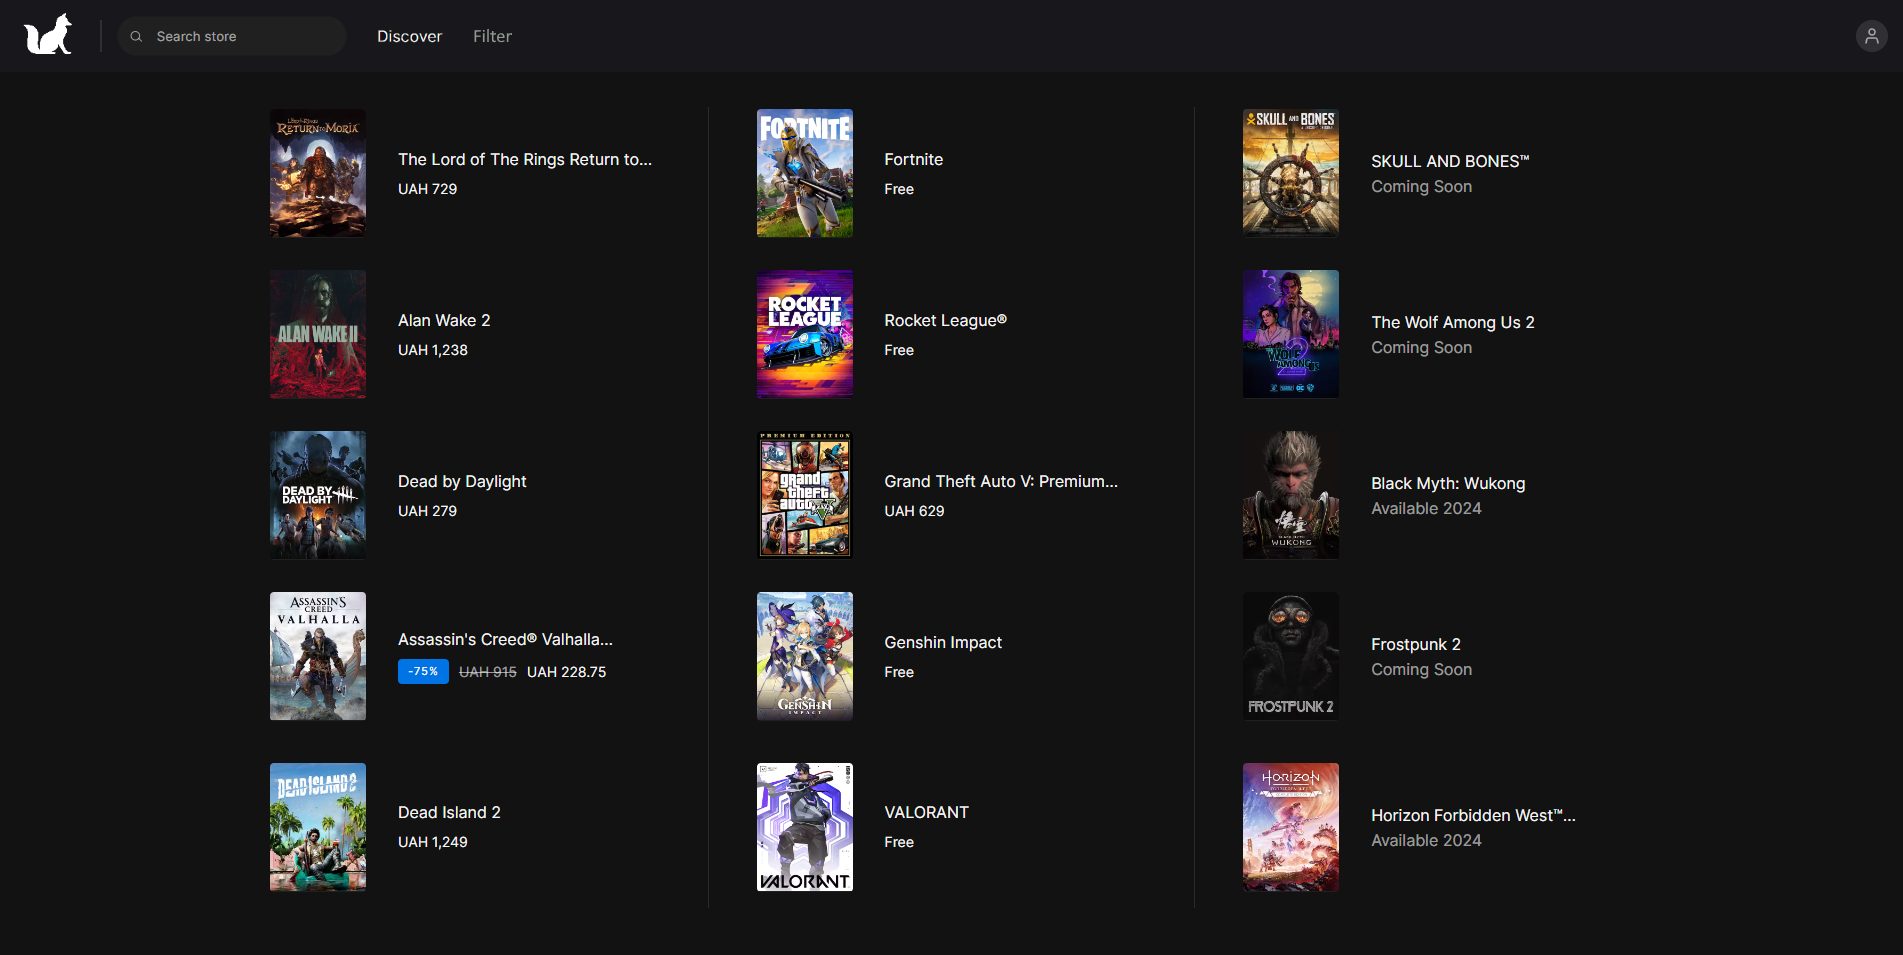 Search store
Discover
Filter
RETURN TO MORIA
The Lord of The Rings Return to...
UAH 729
ALAN WAKE II
Alan Wake 2
UAH 1,238
DEAD BY
DAYLIGHT
Dead by Daylight
UAH 279
ASSASSIN'S
CREED
VALHALLA
Assassin's Creed® Valhalla...
-75% UAH 915 UAH 228.75
DEAD ISLAND 2
Dead Island 2
UAH 1,249
FORTNITE
Fortnite
Free
ROCKET
LEAGUE
Rocket League®
Free
PREMIUM EDITION
grand
theft
auto V
Grand Theft Auto V: Premium...
UAH 629
GENSHIN
IMPACT
Genshin Impact
Free
VALORANT
VALORANT
Free
SKULL AND BONES
SKULL AND BONES™
Coming Soon
WOLF
AMONG US
2
The Wolf Among Us 2
Coming Soon
悟空
BLACK MYTH
WUKONG
Black Myth: Wukong
Available 2024
FROSTPUNK 2
Frostpunk 2
Coming Soon
HORIZON
FORBIDDEN WEST
Horizon Forbidden West™...
Available 2024